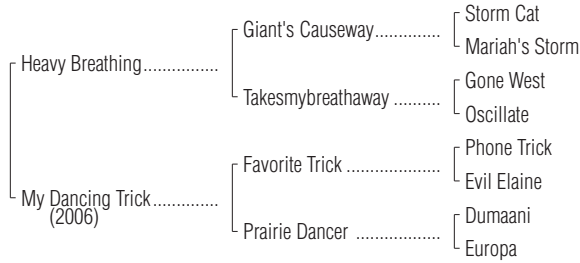 Storm Cat
Giant's Causeway..............
Mariah's Storm
Heavy Breathing................
Gone West
Takesmybreathaway ..........
Oscillate
Phone Trick
Favorite Trick ....................
Evil Elaine
My Dancing Trick..............
(2006)
Dumaani
Prairie Dancer ..................
Europa